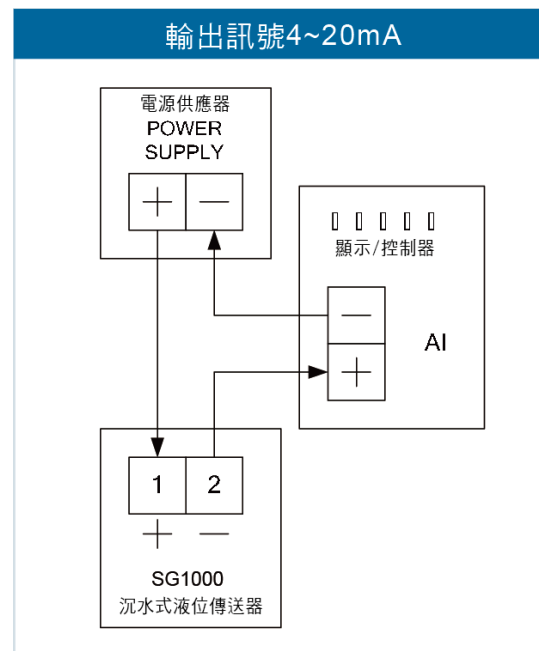 輸出訊號4~20mA
電源供應器
POWER
SUPPLY
+ —
顯示/控制器
—
AI
+
1 2
+ —
SG1000
沉水式液位傳送器